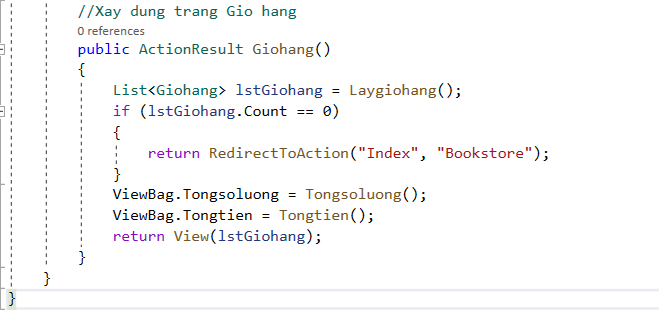 //Xay dung trang Gio hang
0 references
public ActionResult Giohang()
{
List<Giohang> lstGiohang = Laygiohang();
if (lstGiohang.Count == 0)
{
return RedirectToAction("Index", "Bookstore");
}
ViewBag.Tongsoluong = Tongsoluong();
ViewBag.Tongtien = Tongtien();
return View(lstGiohang);
}
}
}